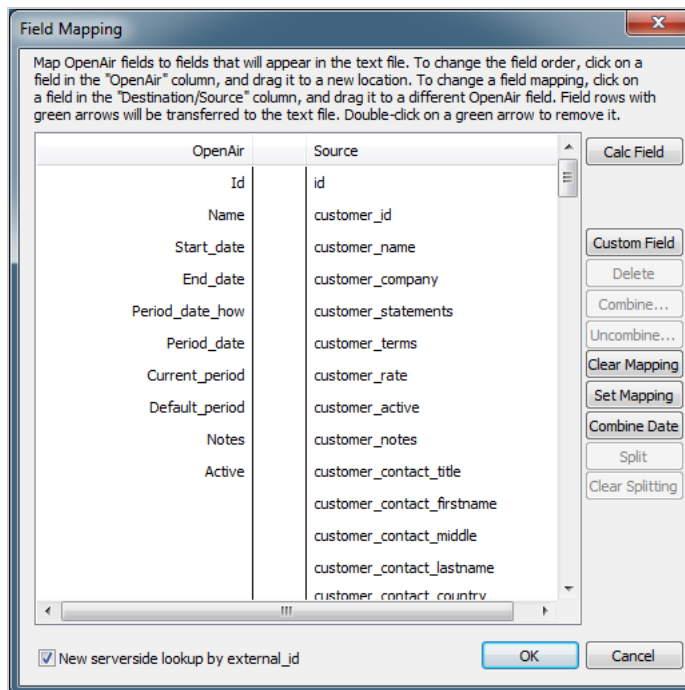 Field Mapping
Map OpenAir fields to fields that will appear in the text file. To change the field order, click on a
field in the "OpenAir" column, and drag it to a new location. To change a field mapping, click on
a field in the "Destination/Source" column, and drag it to a different OpenAir field. Field rows with
green arrows will be transferred to the text file. Double-click on a green arrow to remove it.
OpenAir Source
Id id
Name customer_id
Start_date customer_name
End_date customer_company
Period_date_how customer_statements
Period_date customer_terms
Current_period customer_rate
Default_period customer_active
Notes customer_notes
Active customer_contact_title
customer_contact_firstname
customer_contact_middle
customer_contact_lastname
customer_contact_country
Calc Field
Custom Field
Delete
Combine...
Uncombine...
Clear Mapping
Set Mapping
Combine Date
Split
Clear Splitting
New serverside lookup by external_id
OK
Cancel